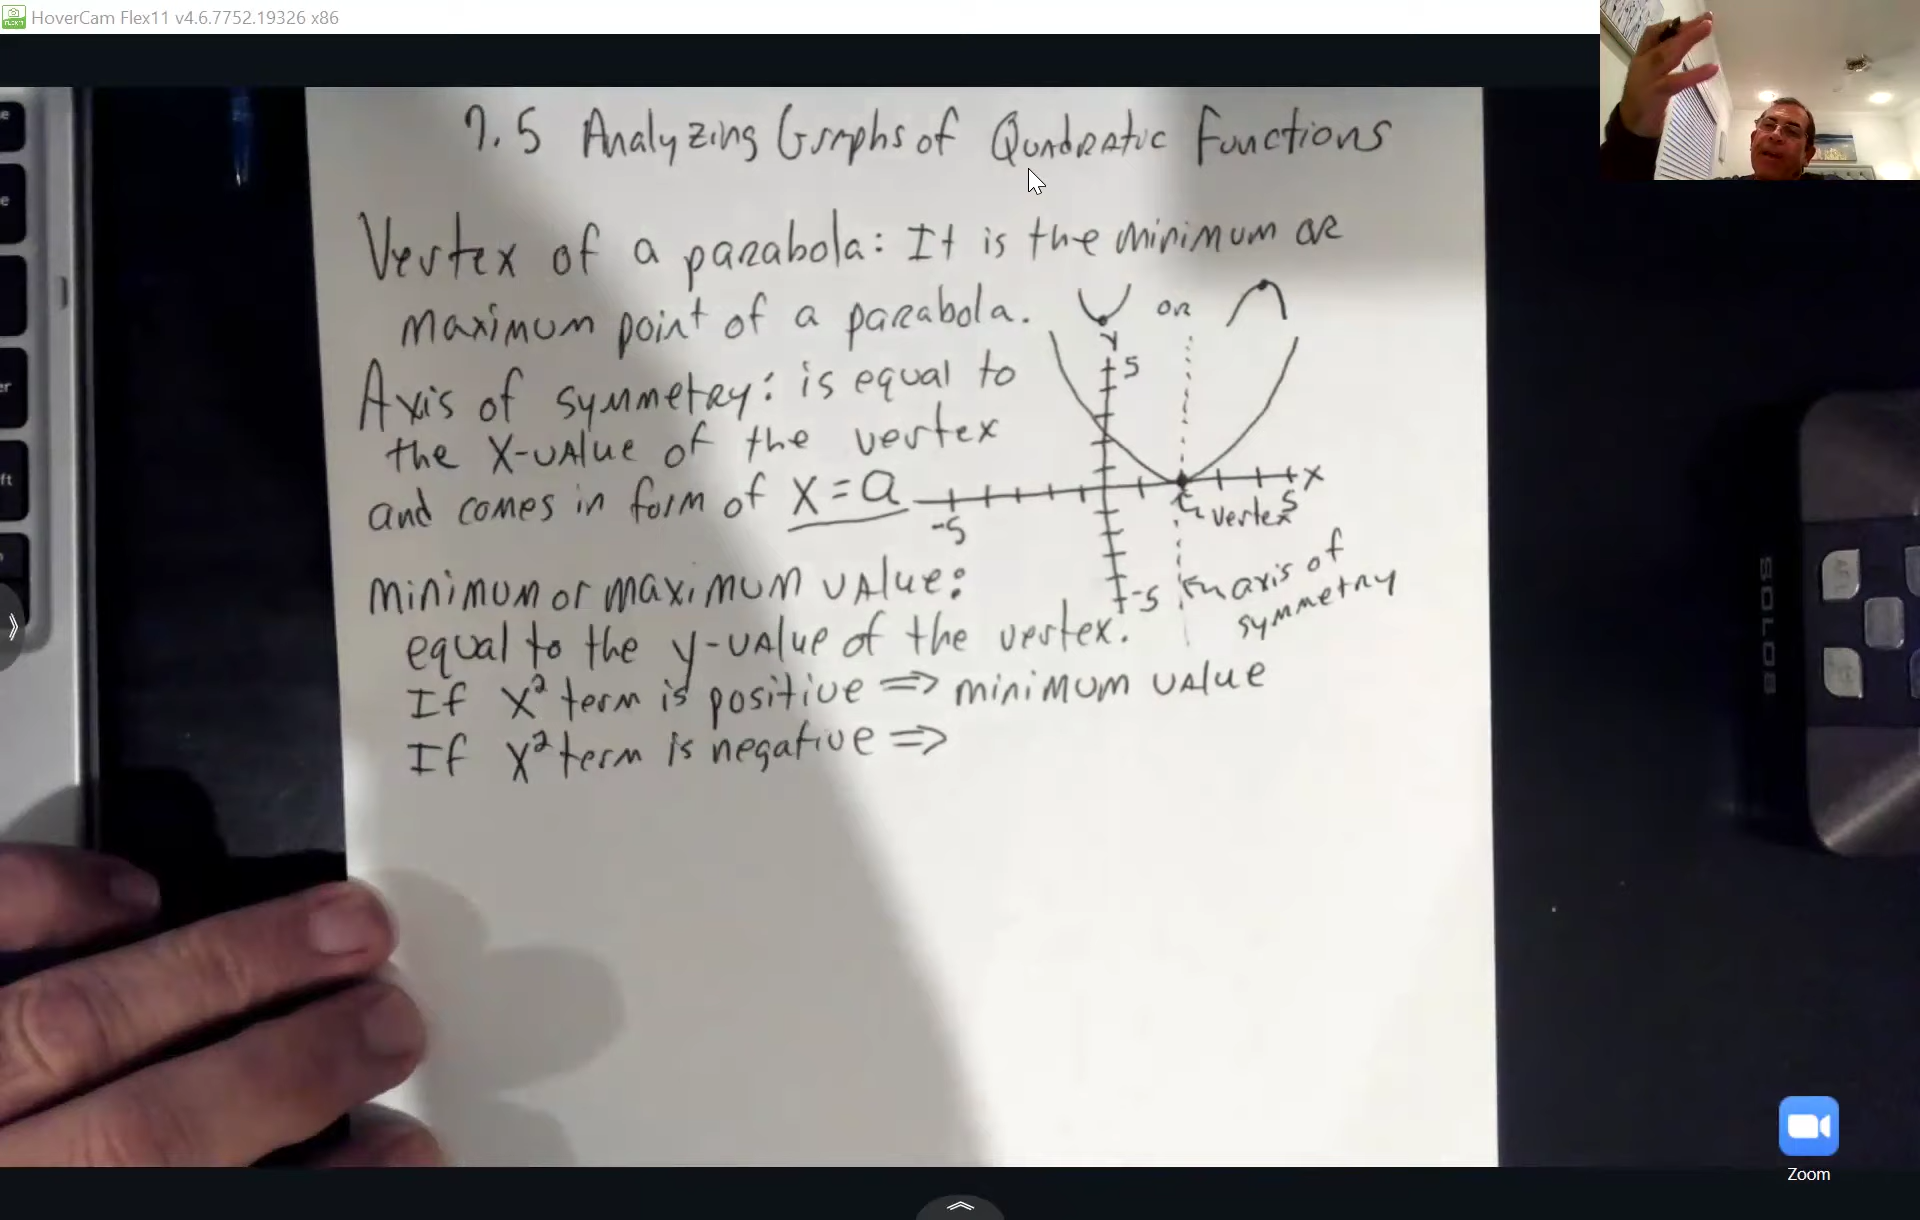 HoverCam Flex11 v4.6.7752.19326 x86
7.5 Analyzing Graphs of Quadratic Functions
Vertex of a parabola: It is the minimum or
maximum point of a parabola. or
Axis of symmetry: is equal to
the x-value of the vertex
and comes in form of x = a
y
5
x
-5
5
vertex
-5
axis of
symmetry
minimum or maximum value:
equal to the y-value of the vertex.
If x² term is positive ⇒ minimum value
If x² term is negative ⇒
SOLOS
Zoom